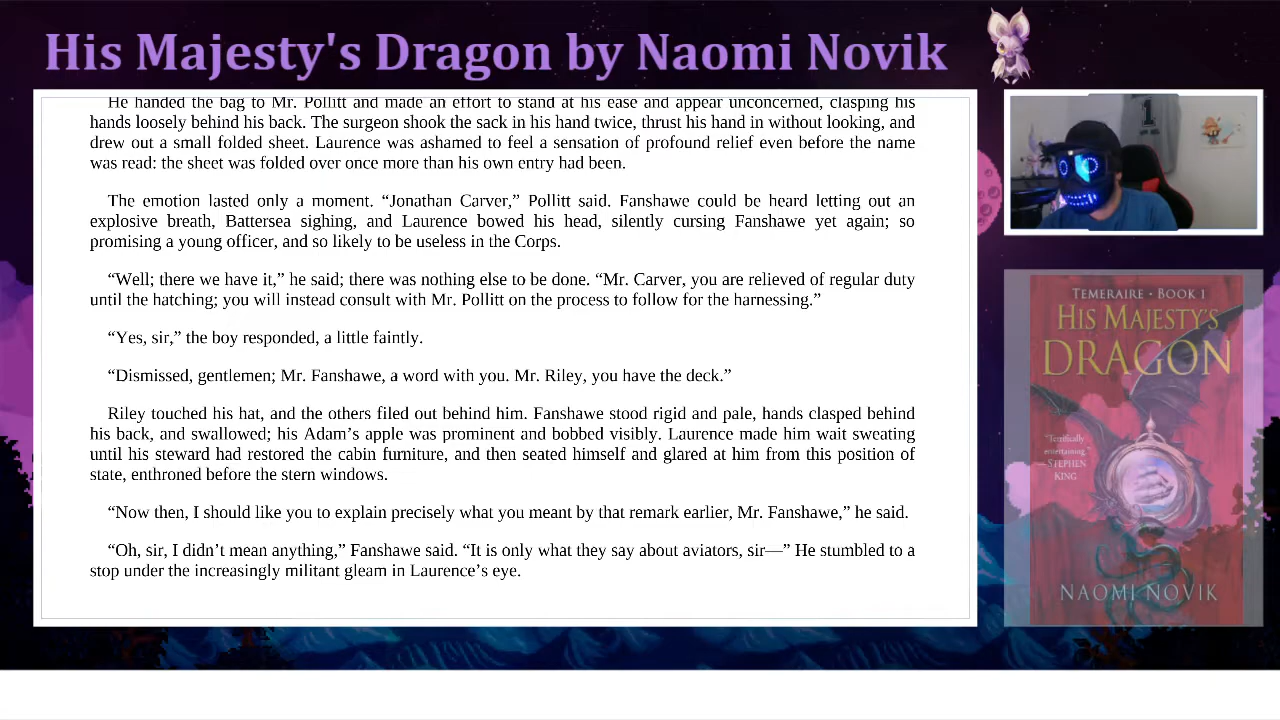 His Majesty's Dragon by Naomi Novik
He handed the bag to Mr. Pollitt and made an effort to stand at his ease and appear unconcerned, clasping his
hands loosely behind his back. The surgeon shook the sack in his hand twice, thrust his hand in without looking, and
drew out a small folded sheet. Laurence was ashamed to feel a sensation of profound relief even before the name
was read: the sheet was folded over once more than his own entry had been.
The emotion lasted only a moment. “Jonathan Carver,” Pollitt said. Fanshawe could be heard letting out an
explosive breath, Battersea sighing, and Laurence bowed his head, silently cursing Fanshawe yet again; so
promising a young officer, and so likely to be useless in the Corps.
“Well; there we have it,” he said; there was nothing else to be done. “Mr. Carver, you are relieved of regular duty
until the hatching; you will instead consult with Mr. Pollitt on the process to follow for the harnessing.”
“Yes, sir,” the boy responded, a little faintly.
“Dismissed, gentlemen; Mr. Fanshawe, a word with you. Mr. Riley, you have the deck.”
Riley touched his hat, and the others filed out behind him. Fanshawe stood rigid and pale, hands clasped behind
his back, and swallowed; his Adam’s apple was prominent and bobbed visibly. Laurence made him wait sweating
until his steward had restored the cabin furniture, and then seated himself and glared at him from this position of
state, enthroned before the stern windows.
“Now then, I should like you to explain precisely what you meant by that remark earlier, Mr. Fanshawe,” he said.
“Oh, sir, I didn’t mean anything,” Fanshawe said. “It is only what they say about aviators, sir—” He stumbled to a
stop under the increasingly militant gleam in Laurence’s eye.
1
TEMERAIRE • BOOK 1
HIS MAJESTY'S
DRAGON
“Terrifically
entertaining.”
—STEPHEN
KING
NAOMI NOVIK